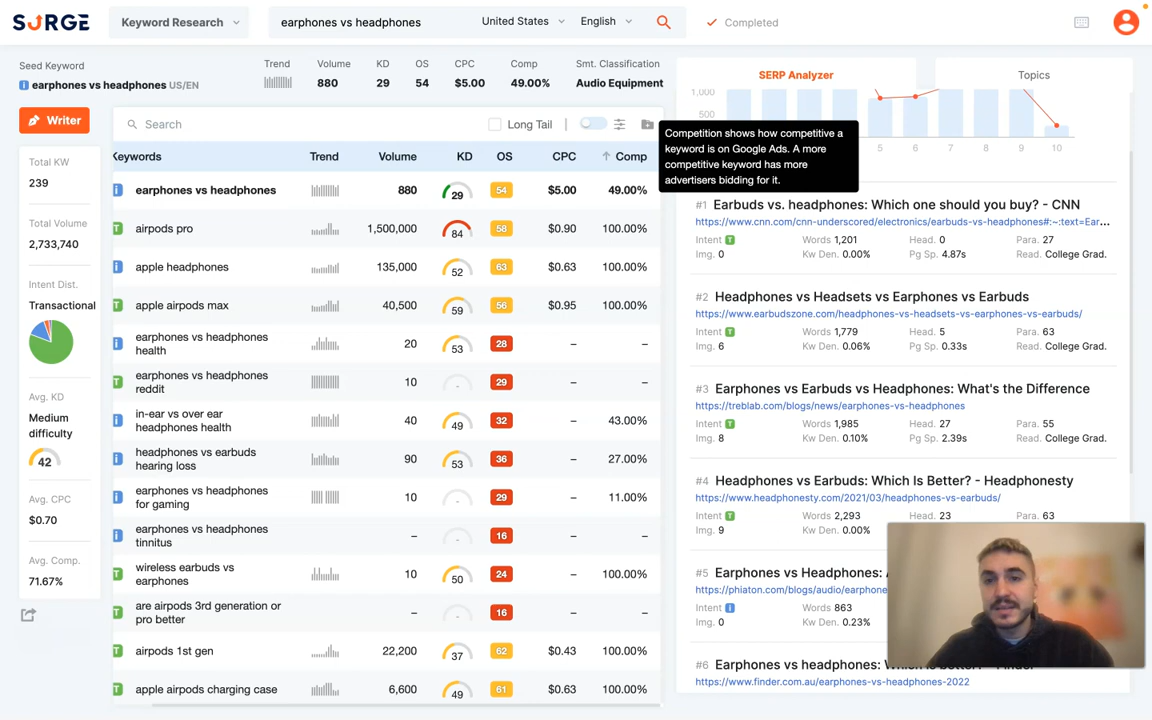 SURGE
Keyword Research
earphones vs headphones
United States
English
Completed
Seed Keyword
i earphones vs headphones US/EN
Trend
Volume
880
KD
29
OS
54
CPC
$5.00
Comp
49.00%
Smt. Classification
Audio Equipment
Writer
Total KW
239
Total Volume
2,733,740
Intent Dist.
Transactional
Avg. KD
Medium
difficulty
42
Avg. CPC
$0.70
Avg. Comp.
71.67%
Search
Long Tail
Keywords Trend Volume KD OS CPC Comp
i earphones vs headphones 880 29 54 $5.00 49.00%
T airpods pro 1,500,000 84 58 $0.90 100.00%
i apple headphones 135,000 52 63 $0.63 100.00%
T apple airpods max 40,500 59 56 $0.95 100.00%
i earphones vs headphones
health 20 53 28 – –
T earphones vs headphones
reddit 10 - 29 – –
i in-ear vs over ear
headphones health 40 49 32 – 43.00%
i headphones vs earbuds
hearing loss 90 53 36 – 27.00%
T earphones vs headphones
for gaming 10 - 29 – 11.00%
i earphones vs headphones
tinnitus – - 16 – –
T wireless earbuds vs
earphones 10 50 24 – 100.00%
T are airpods 3rd generation or
pro better – - 16 – –
T airpods 1st gen 22,200 37 62 $0.43 100.00%
T apple airpods charging case 6,600 49 61 $0.63 100.00%
SERP Analyzer
Topics
1,000
500
5 6 7 8 9 10
Competition shows how competitive a
keyword is on Google Ads. A more
competitive keyword has more
advertisers bidding for it.
#1 Earbuds vs. headphones: Which one should you buy? - CNN
https://www.cnn.com/cnn-underscored/electronics/earbuds-vs-headphones#:~:text=Ear...
Intent T Words 1,201 Head. 0 Para. 27
Img. 0 Kw Den. 0.00% Pg Sp. 4.87s Read. College Grad.
#2 Headphones vs Headsets vs Earphones vs Earbuds
https://www.earbudszone.com/headphones-vs-headsets-vs-earphones-vs-earbuds/
Intent T Words 1,779 Head. 5 Para. 63
Img. 6 Kw Den. 0.06% Pg Sp. 0.33s Read. College Grad.
#3 Earphones vs Earbuds vs Headphones: What's the Difference
https://treblab.com/blogs/news/earphones-vs-headphones
Intent T Words 1,985 Head. 27 Para. 55
Img. 8 Kw Den. 0.10% Pg Sp. 2.39s Read. College Grad.
#4 Headphones vs Earbuds: Which Is Better? - Headphonesty
https://www.headphonesty.com/2021/03/headphones-vs-earbuds/
Intent T Words 2,293 Head. 23 Para. 63
Img. 9 Kw Den. 0.00%
#5 Earphones vs Headphones:
https://phiaton.com/blogs/audio/earphone
Intent i Words 863
Img. 0 Kw Den. 0.23%
#6 Earphones vs headphones:
https://www.finder.com.au/earphones-vs-headphones-2022